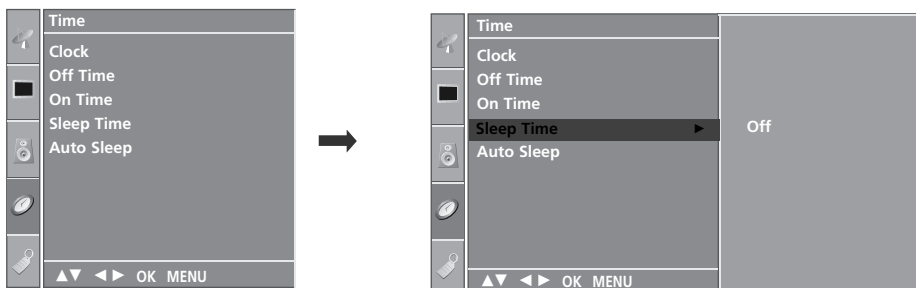 Time
Clock
Off Time
On Time
Sleep Time
Auto Sleep
▲▼ ◄► OK MENU
Time
Clock
Off Time
On Time
Sleep Time ► Off
Auto Sleep
▲▼ ◄► OK MENU